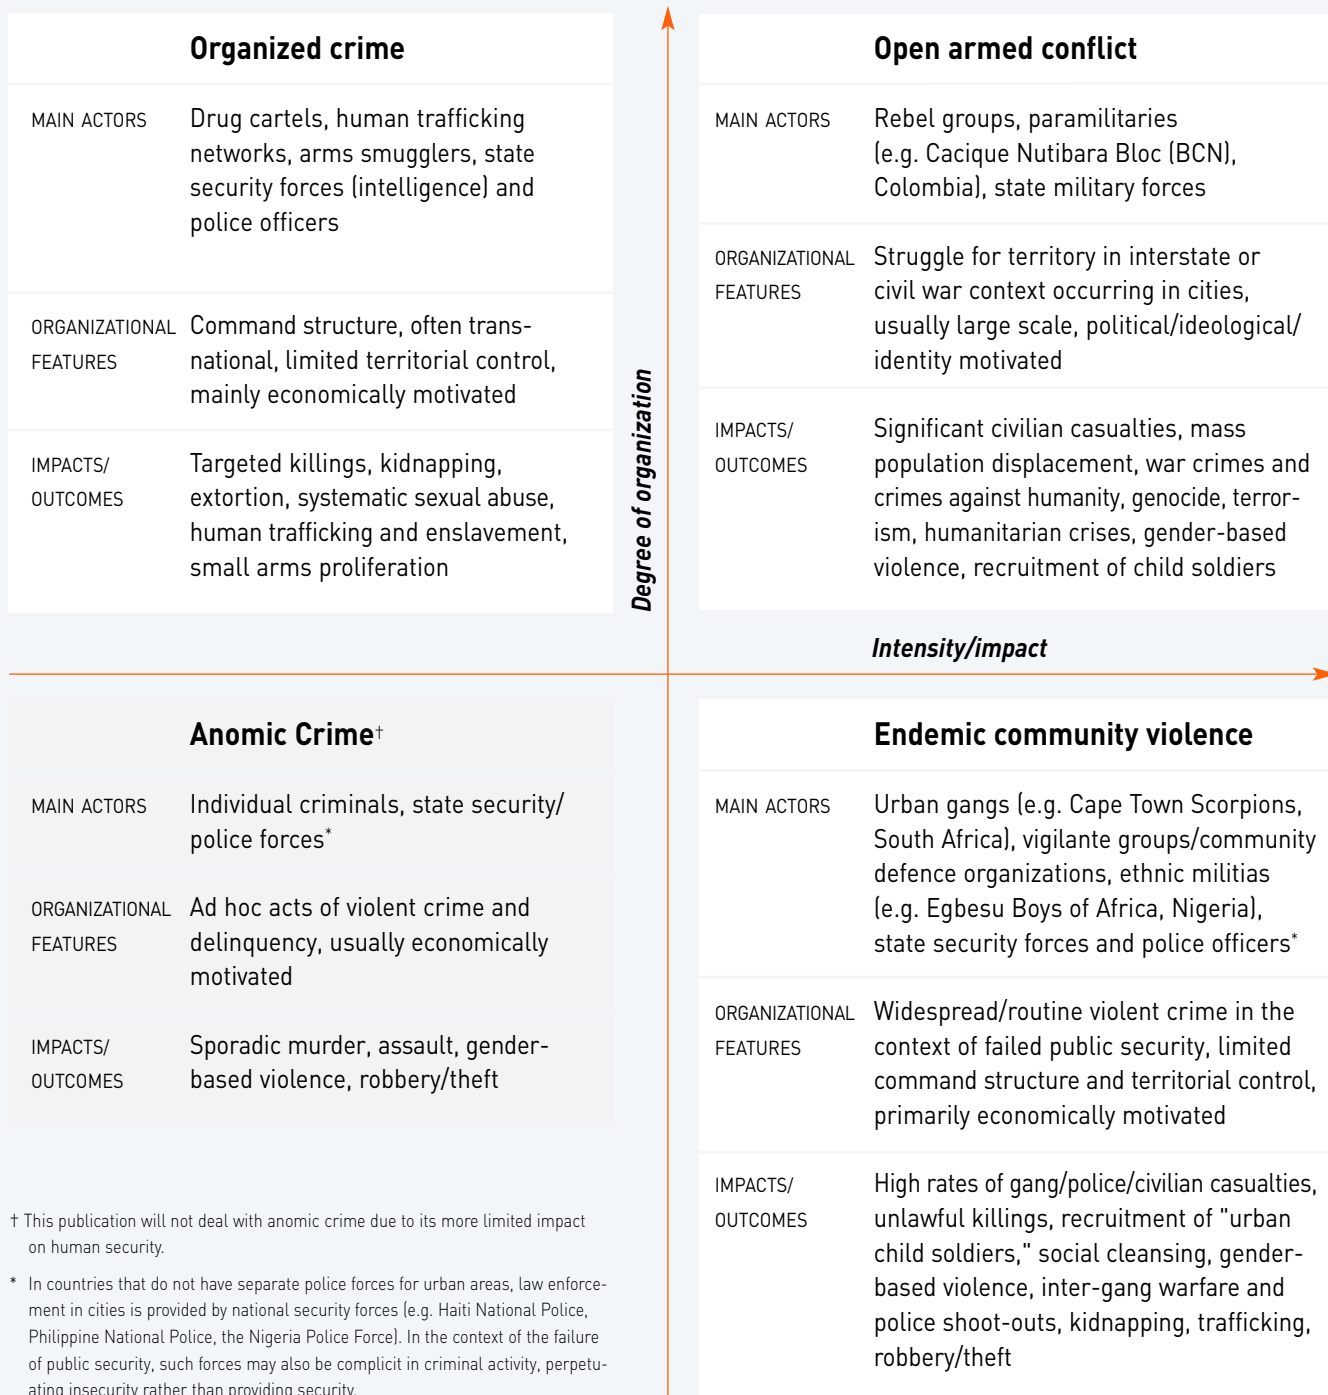 Organized crime
MAIN ACTORS
Drug cartels, human trafficking
networks, arms smugglers, state
security forces (intelligence) and
police officers
ORGANIZATIONAL
FEATURES
Command structure, often trans-
national, limited territorial control,
mainly economically motivated
IMPACTS/
OUTCOMES
Targeted killings, kidnapping,
extortion, systematic sexual abuse,
human trafficking and enslavement,
small arms proliferation
Degree of organization
Open armed conflict
MAIN ACTORS
Rebel groups, paramilitaries
(e.g. Cacique Nutibara Bloc (BCN),
Colombia), state military forces
ORGANIZATIONAL
FEATURES
Struggle for territory in interstate or
civil war context occurring in cities,
usually large scale, political/ideological/
identity motivated
IMPACTS/
OUTCOMES
Significant civilian casualties, mass
population displacement, war crimes and
crimes against humanity, genocide, terror-
ism, humanitarian crises, gender-based
violence, recruitment of child soldiers
Intensity/impact
Anomic Crime†
MAIN ACTORS
Individual criminals, state security/
police forces*
ORGANIZATIONAL
FEATURES
Ad hoc acts of violent crime and
delinquency, usually economically
motivated
IMPACTS/
OUTCOMES
Sporadic murder, assault, gender-
based violence, robbery/theft
Endemic community violence
MAIN ACTORS
Urban gangs (e.g. Cape Town Scorpions,
South Africa), vigilante groups/community
defence organizations, ethnic militias
(e.g. Egbesu Boys of Africa, Nigeria),
state security forces and police officers*
ORGANIZATIONAL
FEATURES
Widespread/routine violent crime in the
context of failed public security, limited
command structure and territorial control,
primarily economically motivated
IMPACTS/
OUTCOMES
High rates of gang/police/civilian casualties,
unlawful killings, recruitment of "urban
child soldiers," social cleansing, gender-
based violence, inter-gang warfare and
police shoot-outs, kidnapping, trafficking,
robbery/theft
† This publication will not deal with anomic crime due to its more limited impact
on human security.
* In countries that do not have separate police forces for urban areas, law enforce-
ment in cities is provided by national security forces (e.g. Haiti National Police,
Philippine National Police, the Nigeria Police Force). In the context of the failure
of public security, such forces may also be complicit in criminal activity, perpetu-
ating insecurity rather than providing security.